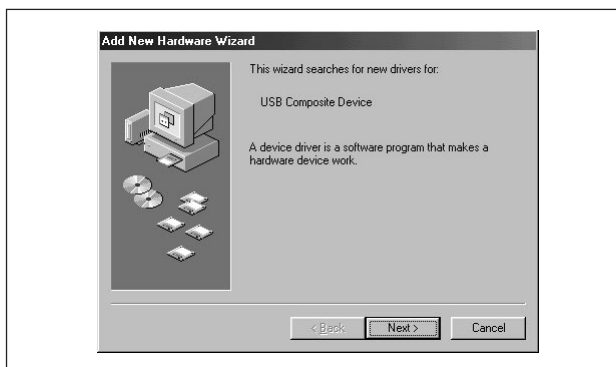 Add New Hardware Wizard
This wizard searches for new drivers for:
USB Composite Device
A device driver is a software program that makes a
hardware device work.
< Back
Next >
Cancel